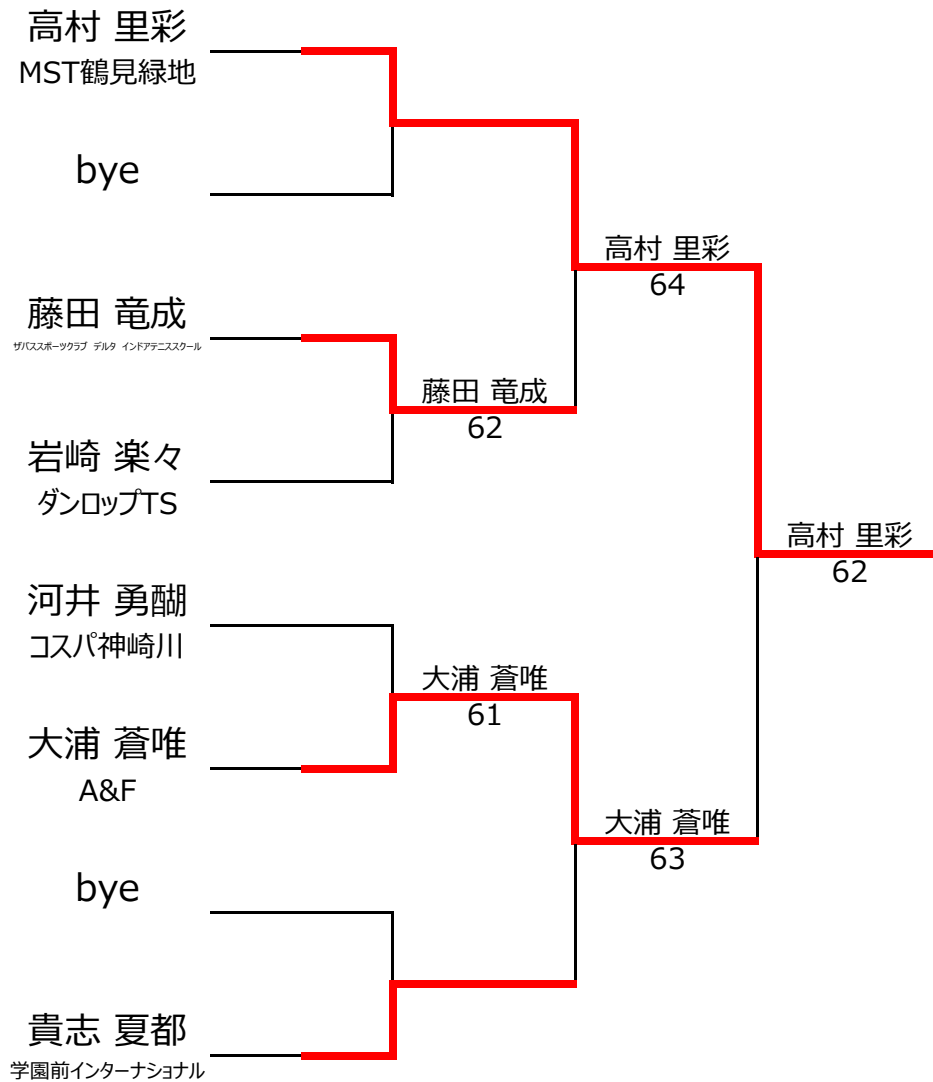 高村 里彩
MST鶴見緑地
bye
高村 里彩
64
藤田 竜成
ザバススポーツクラブ デルタ インドアテニススクール
藤田 竜成
62
岩崎 楽々
ダンロップTS
高村 里彩
62
河井 勇醐
コスパ神崎川
大浦 蒼唯
61
大浦 蒼唯
A&F
大浦 蒼唯
63
bye
貴志 夏都
学園前インターナショナル